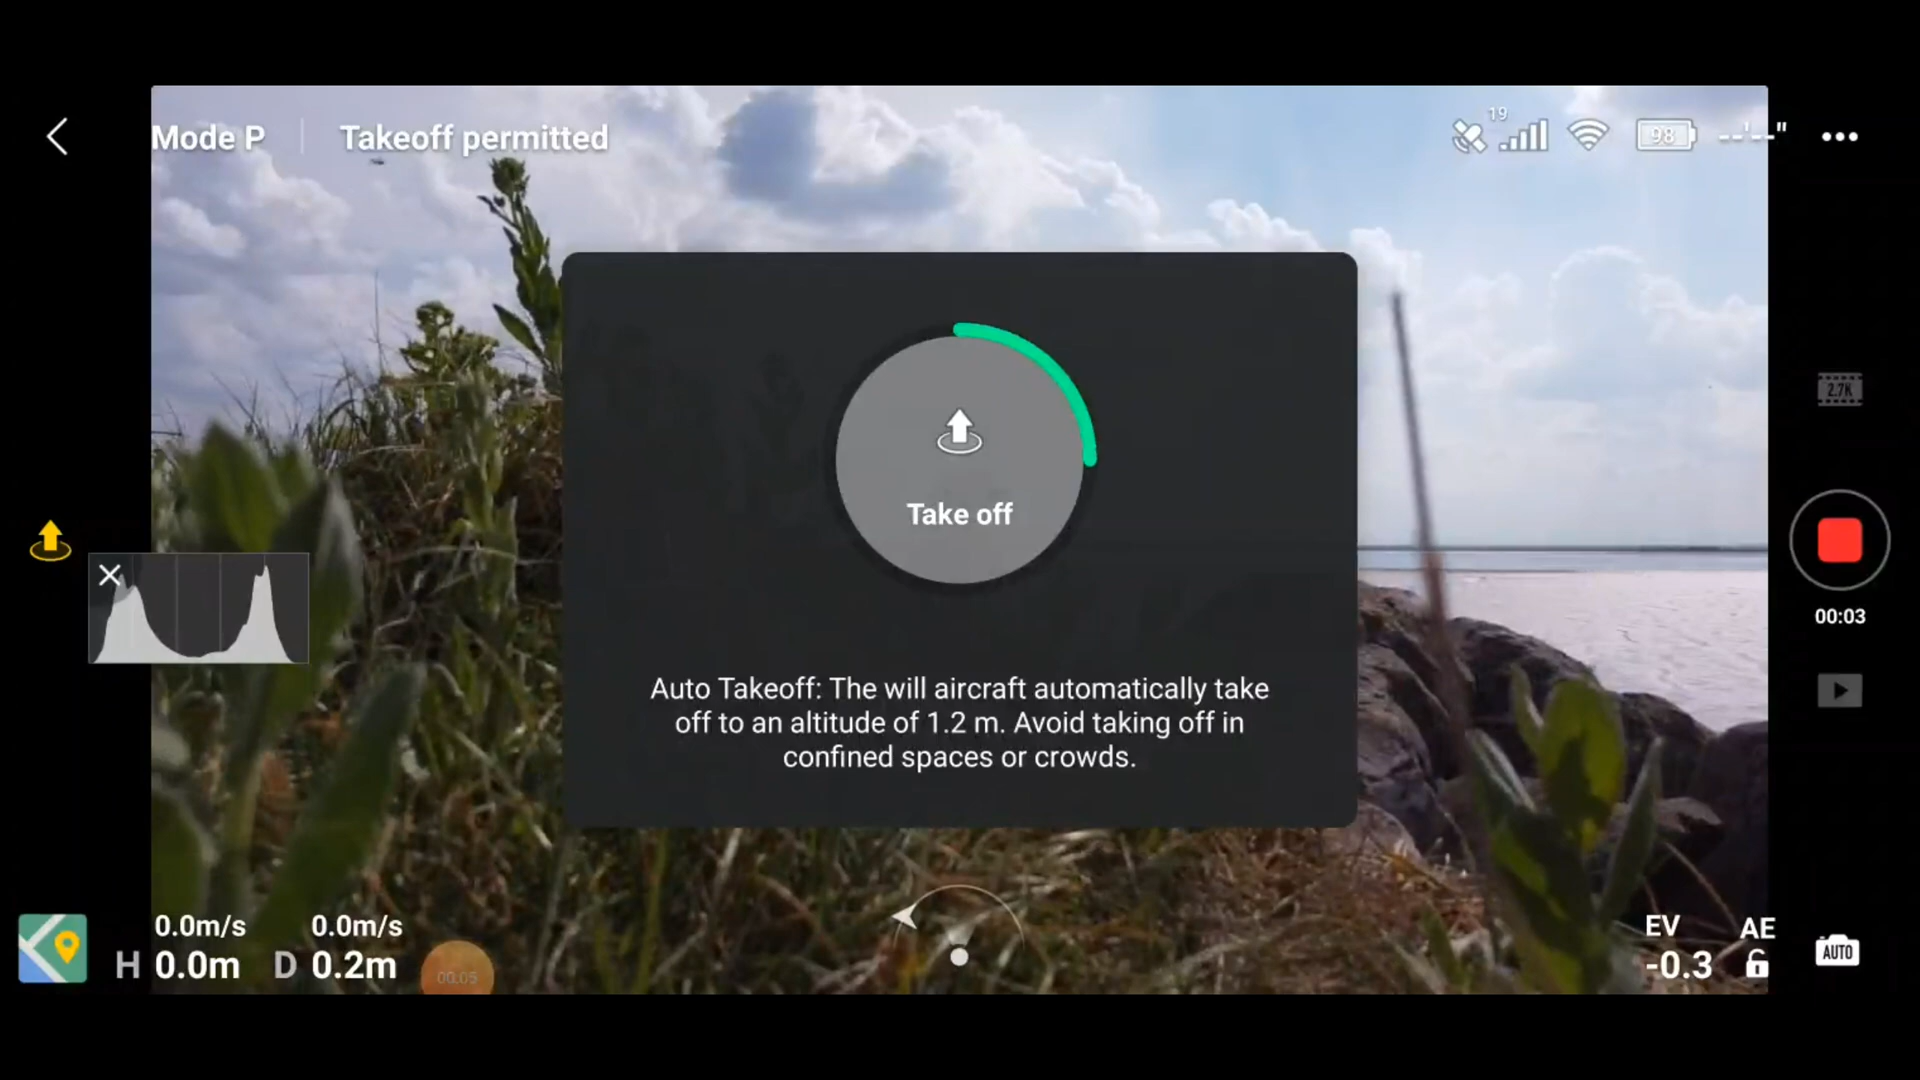 Mode P
Takeoff permitted
19
98
--'--"
2.7K
Take off
00:03
Auto Takeoff: The will aircraft automatically take
off to an altitude of 1.2 m. Avoid taking off in
confined spaces or crowds.
0.0m/s 0.0m/s
H 0.0m D 0.2m
00:05
EV AE
-0.3
AUTO